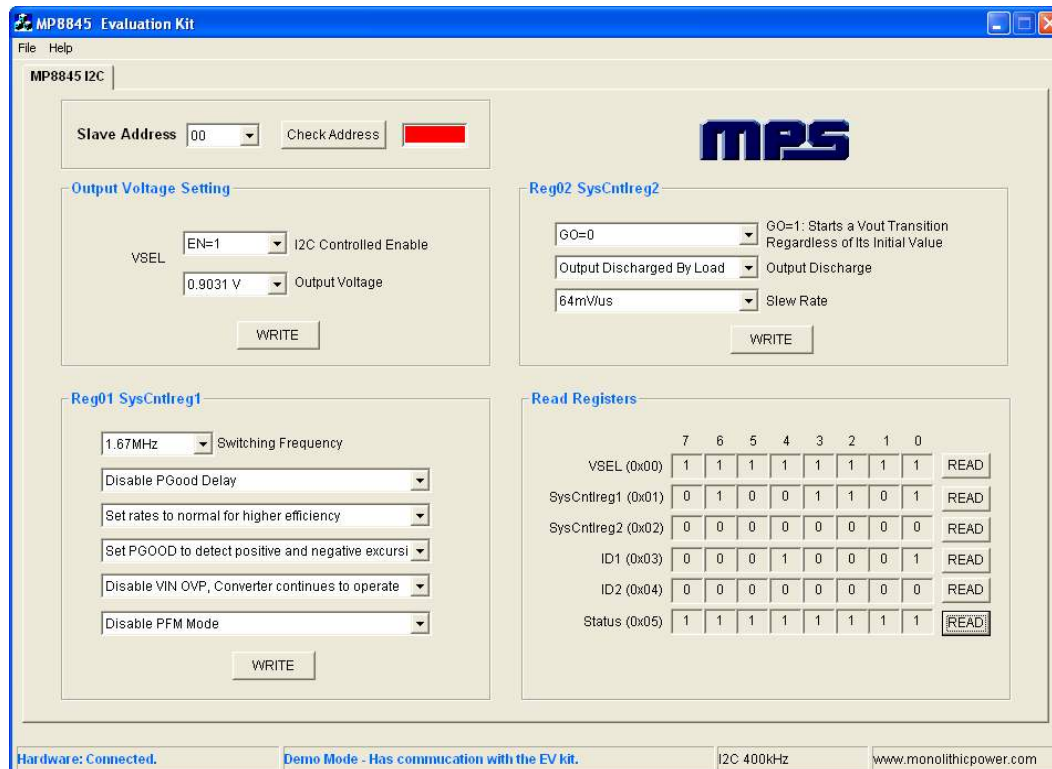 MP8845 Evaluation Kit
File Help
MP8845 I2C
Slave Address 00 Check Address
MPS
Output Voltage Setting
VSEL
EN=1 I2C Controlled Enable
0.9031 V Output Voltage
WRITE
Reg02 SysCntlreg2
GO=0 GO=1: Starts a Vout Transition
Regardless of Its Initial Value
Output Discharged By Load Output Discharge
64mV/us Slew Rate
WRITE
Reg01 SysCntlreg1
1.67MHz Switching Frequency
Disable PGood Delay
Set rates to normal for higher efficiency
Set PGOOD to detect positive and negative excursi
Disable VIN OVP, Converter continues to operate
Disable PFM Mode
WRITE
Read Registers
7 6 5 4 3 2 1 0
VSEL (0x00) 1 1 1 1 1 1 1 1 READ
SysCntlreg1 (0x01) 0 1 0 0 1 1 0 1 READ
SysCntlreg2 (0x02) 0 0 0 0 0 0 0 0 READ
ID1 (0x03) 0 0 0 1 0 0 0 1 READ
ID2 (0x04) 0 0 0 0 0 0 0 0 READ
Status (0x05) 1 1 1 1 1 1 1 1 READ
Hardware: Connected. Demo Mode - Has commucation with the EV kit. I2C 400kHz www.monolithicpower.com